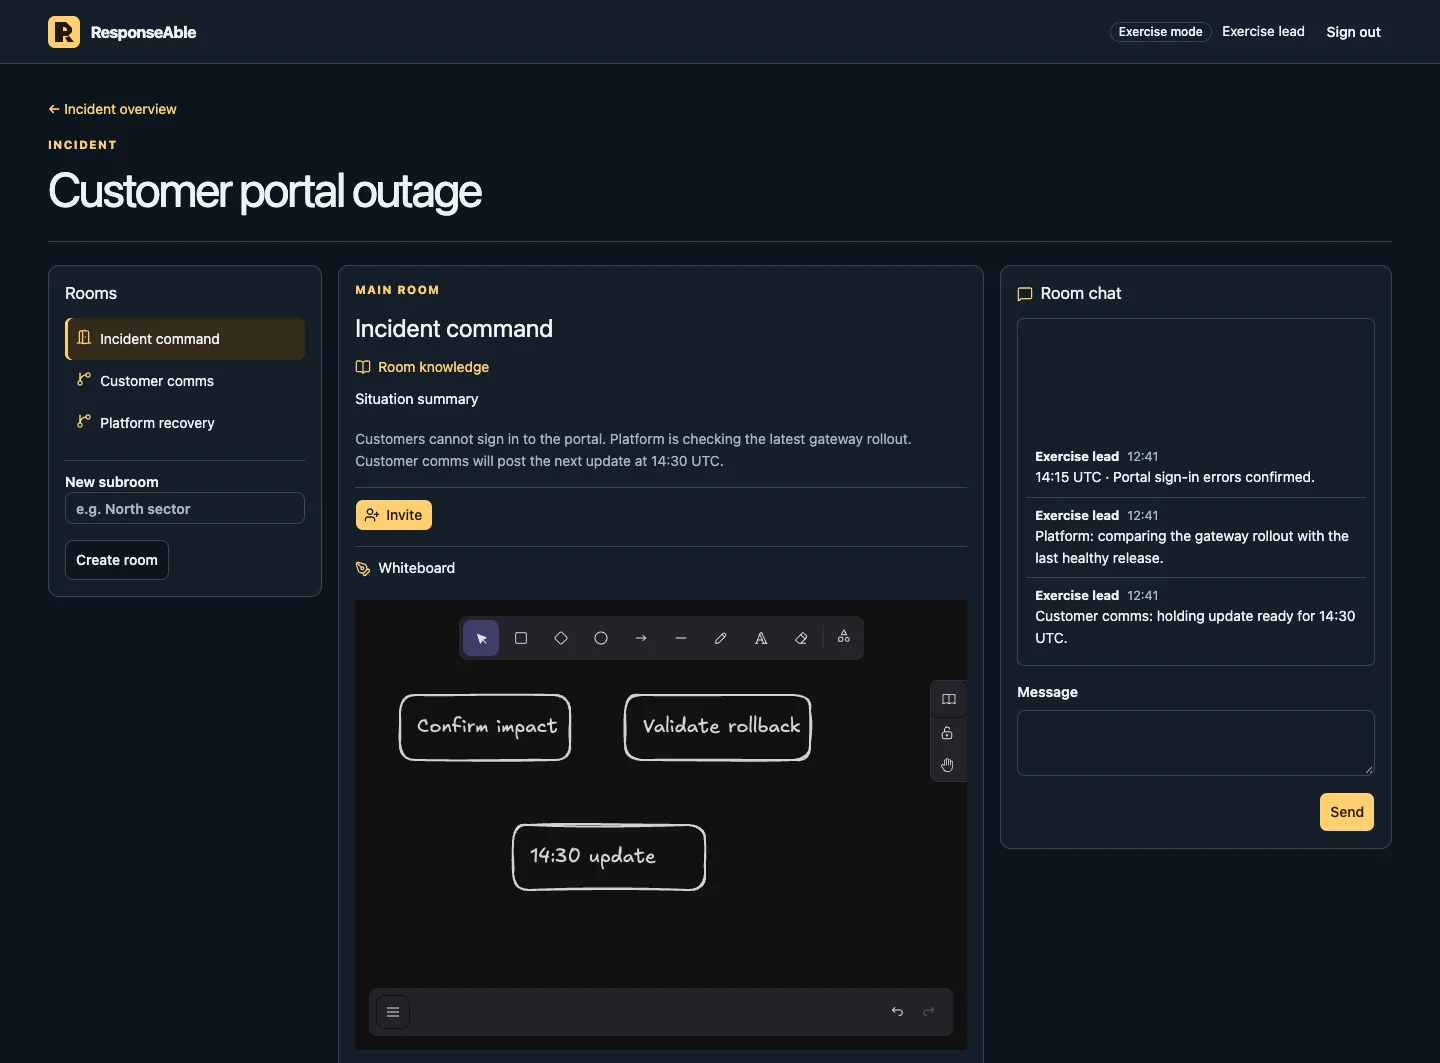 ResponseAble
Exercise mode
Exercise lead
Sign out
← Incident overview
INCIDENT
Customer portal outage
Rooms
Incident command
Customer comms
Platform recovery
New subroom
e.g. North sector
Create room
MAIN ROOM
Incident command
Room knowledge
Situation summary
Customers cannot sign in to the portal. Platform is checking the latest gateway rollout.
Customer comms will post the next update at 14:30 UTC.
Invite
Whiteboard
Confirm impact
Validate rollback
14:30 update
Room chat
Exercise lead 12:41
14:15 UTC · Portal sign-in errors confirmed.
Exercise lead 12:41
Platform: comparing the gateway rollout with the
last healthy release.
Exercise lead 12:41
Customer comms: holding update ready for 14:30
UTC.
Message
Send